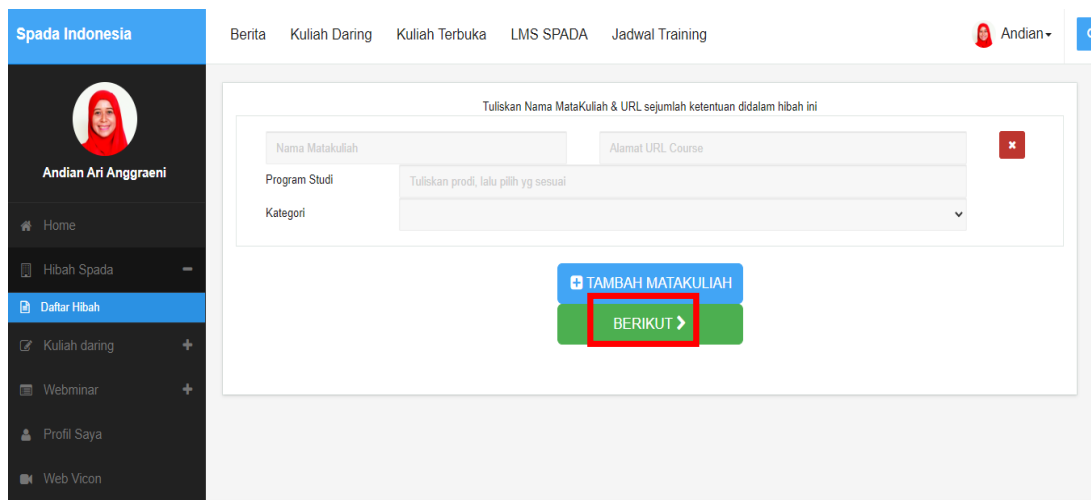 Spada Indonesia
Berita Kuliah Daring Kuliah Terbuka LMS SPADA Jadwal Training Andian
Andian Ari Anggraeni
Home
Hibah Spada
Daftar Hibah
Kuliah daring
Webminar
Profil Saya
Web Vicon
Tuliskan Nama MataKuliah & URL sejumlah ketentuan didalam hibah ini
Nama Matakuliah Alamat URL Course
Program Studi Tuliskan prodi, lalu pilih yg sesuai
Kategori
TAMBAH MATAKULIAH
BERIKUT